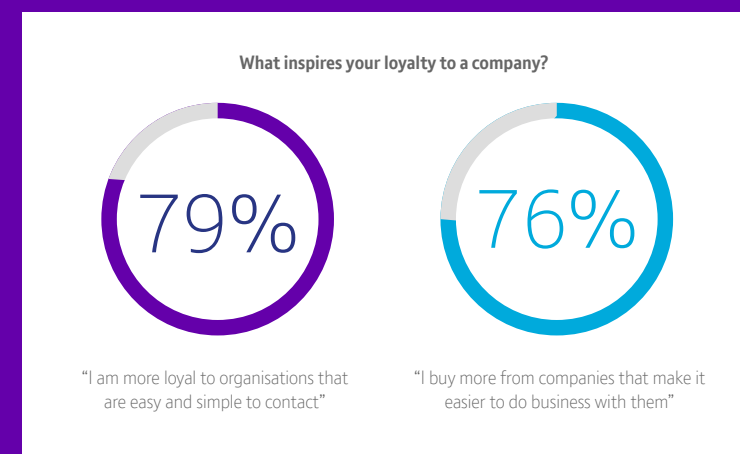 What inspires your loyalty to a company?
79%
76%
“I am more loyal to organisations that
are easy and simple to contact”
“I buy more from companies that make it
easier to do business with them”